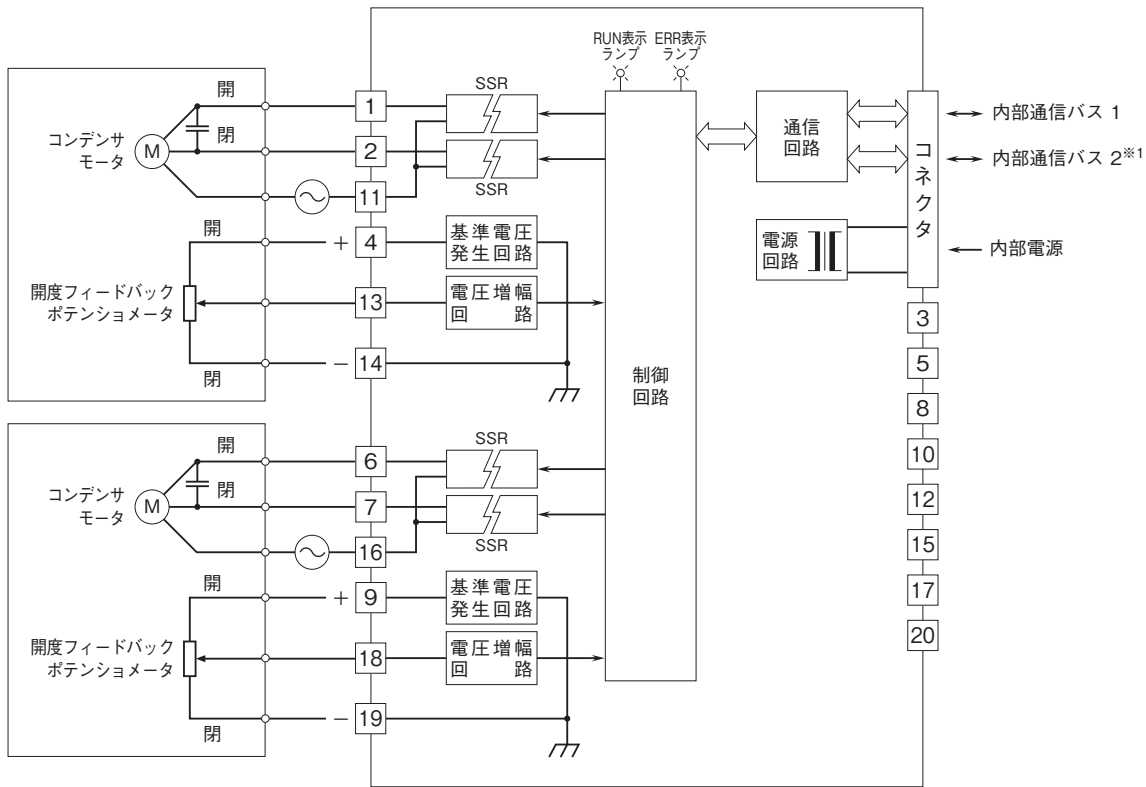 RUN表示
ランプ
ERR表示
ランプ
開
閉
コンデンサ
モータ
M
1
2
11
SSR
SSR
開
開度フィードバック
ポテンショメータ
閉
+
4
13
−
14
基準電圧
発生回路
電圧増幅
回路
開
閉
コンデンサ
モータ
M
6
7
16
SSR
SSR
開
開度フィードバック
ポテンショメータ
閉
+
9
18
−
19
基準電圧
発生回路
電圧増幅
回路
制御
回路
通信
回路
電源
回路
コネクタ
内部通信バス 1
内部通信バス 2※1
内部電源
3
5
8
10
12
15
17
20